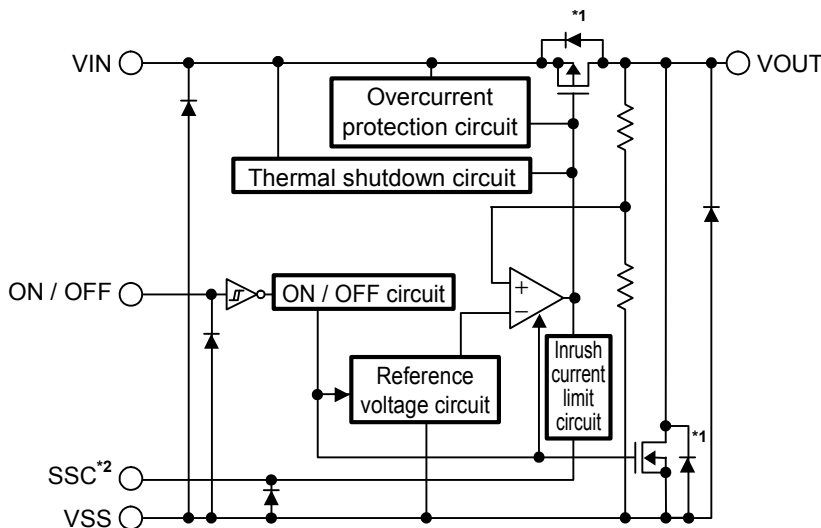 *1
VIN
VOUT
Overcurrent
protection circuit
Thermal shutdown circuit
ON / OFF
ON / OFF circuit
+
−
Reference
voltage circuit
Inrush
current
limit
circuit
*1
SSC*2
VSS